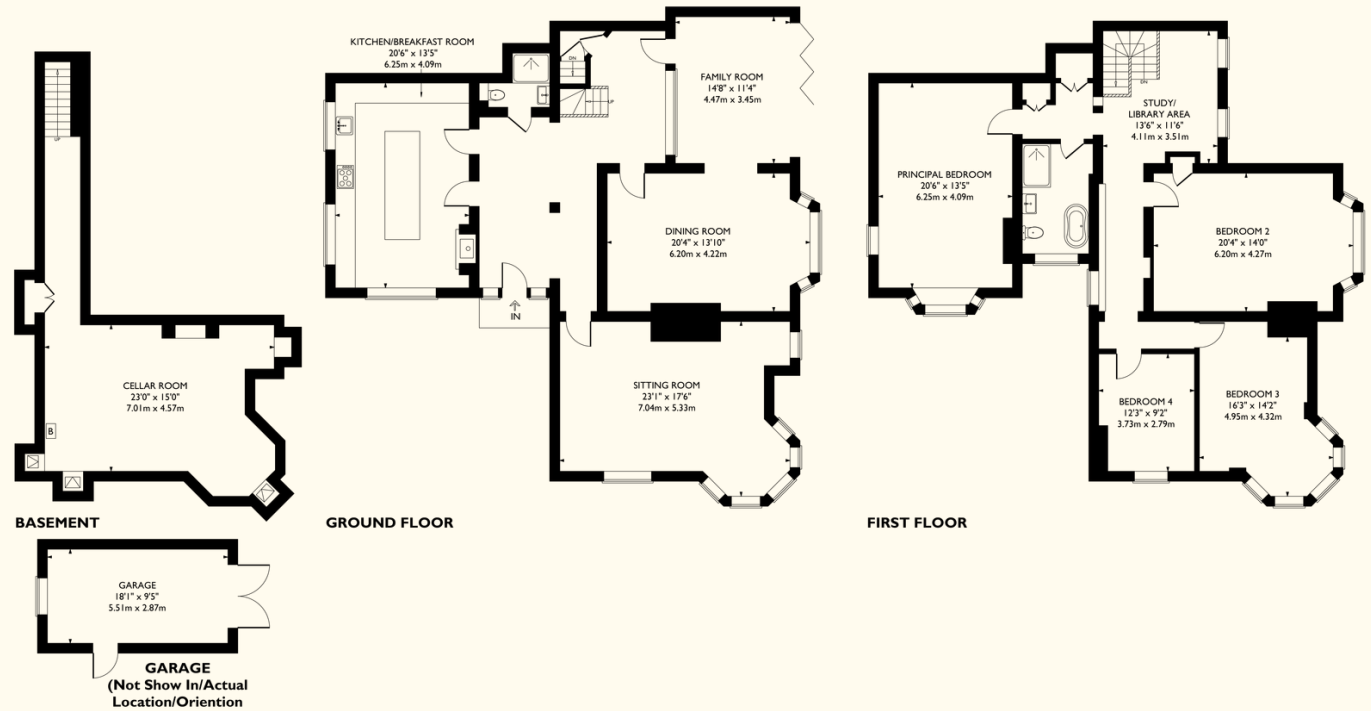 KITCHEN/BREAKFAST ROOM
20'6" x 13'5"
6.25m x 4.09m
DN
UP
FAMILY ROOM
14'8" x 11'4"
4.47m x 3.45m
DINING ROOM
20'4" x 13'10"
6.20m x 4.22m
IN
SITTING ROOM
23'1" x 17'6"
7.04m x 5.33m
GROUND FLOOR
DN
STUDY/
LIBRARY AREA
13'6" x 11'6"
4.11m x 3.51m
PRINCIPAL BEDROOM
20'6" x 13'5"
6.25m x 4.09m
BEDROOM 2
20'4" x 14'0"
6.20m x 4.27m
BEDROOM 4
12'3" x 9'2"
3.73m x 2.79m
BEDROOM 3
16'3" x 14'2"
4.95m x 4.32m
FIRST FLOOR
UP
CELLAR ROOM
23'0" x 15'0"
7.01m x 4.57m
B
BASEMENT
GARAGE
18'1" x 9'5"
5.51m x 2.87m
GARAGE
(Not Show In/Actual
Location/Oriention